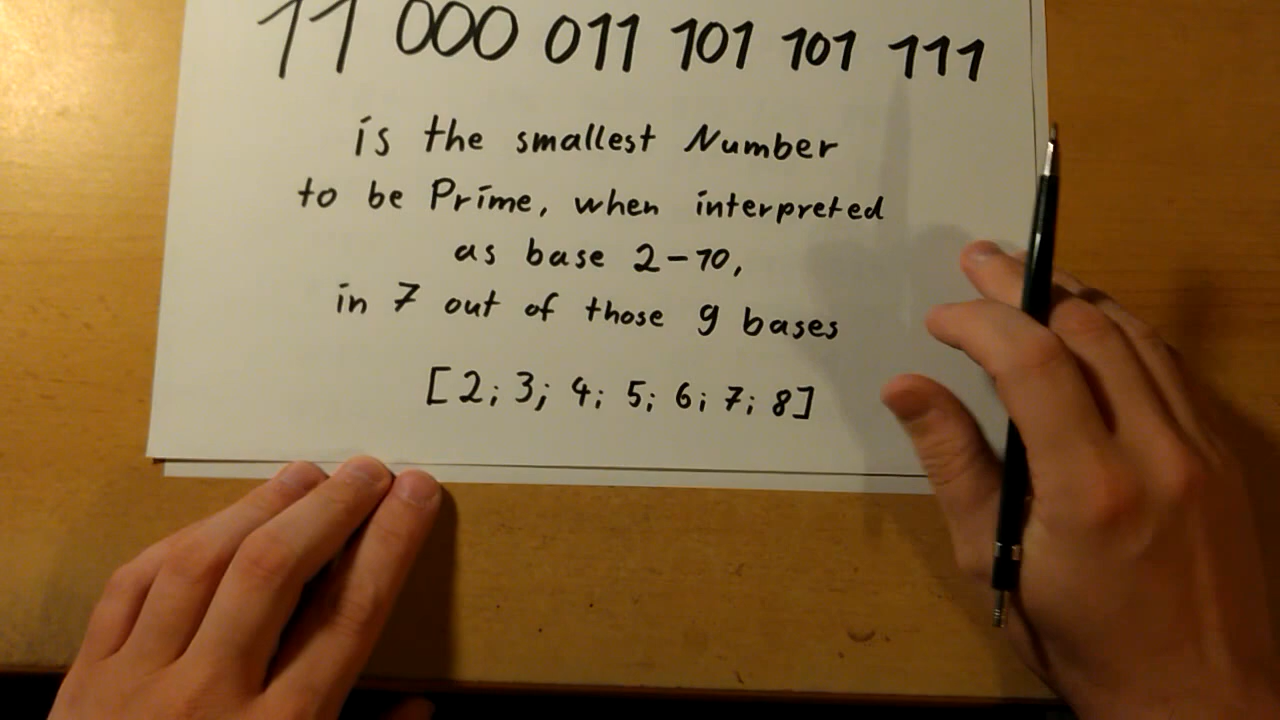 11 000 011 101 101 111
is the smallest Number
to be Prime, when interpreted
as base 2-10,
in 7 out of those 9 bases
[2; 3; 4; 5; 6; 7; 8]